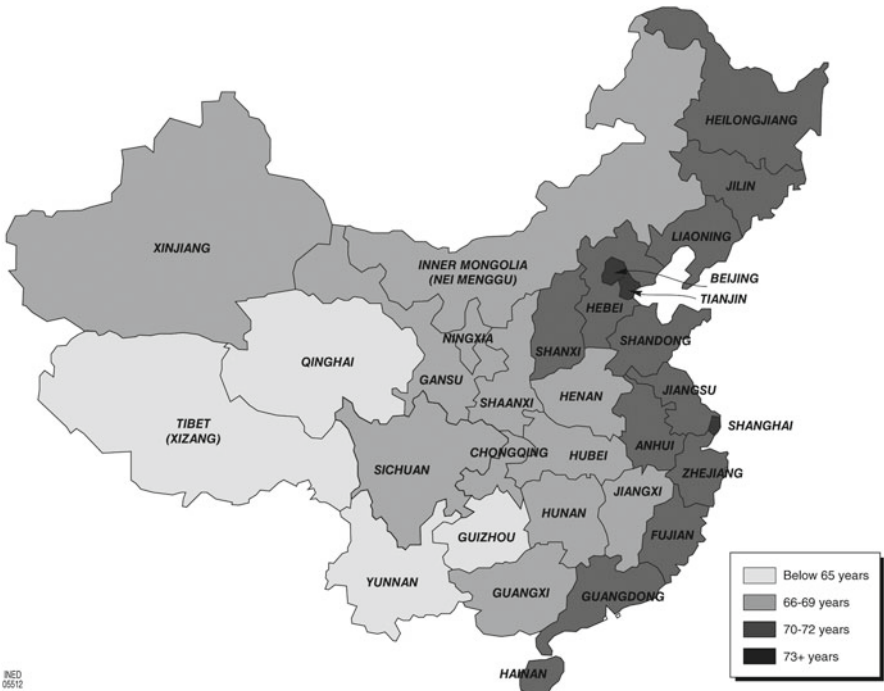 HEILONGJIANG
JILIN
LIAONING
XINJIANG
INNER MONGOLIA
(NEI MENGGU)
BEIJING
TIANJIN
HEBEI
NINGXIA
SHANDONG
SHANXI
QINGHAI
GANSU
JIANGSU
HENAN
SHAANXI
TIBET
(XIZANG)
SHANGHAI
ANHUI
CHONGQING
HUBEI
SICHUAN
ZHEJIANG
JIANGXI
HUNAN
GUIZHOU
FUJIAN
YUNNAN
GUANGXI
GUANGDONG
HAINAN
Below 65 years
66-69 years
70-72 years
73+ years
INED
05512